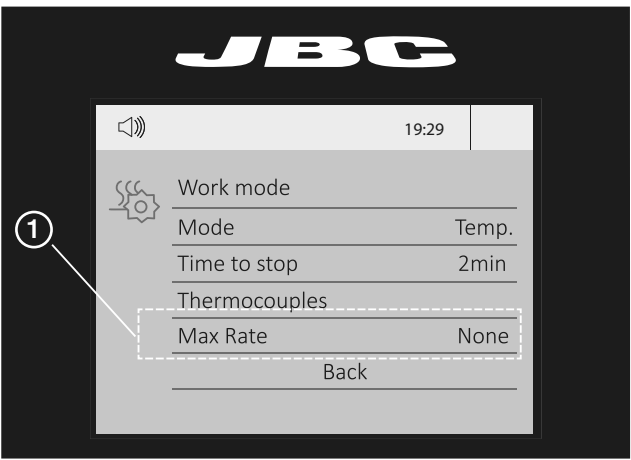 JBC
19:29
Work mode
Mode Temp.
Time to stop 2min
Thermocouples
1
Max Rate None
Back